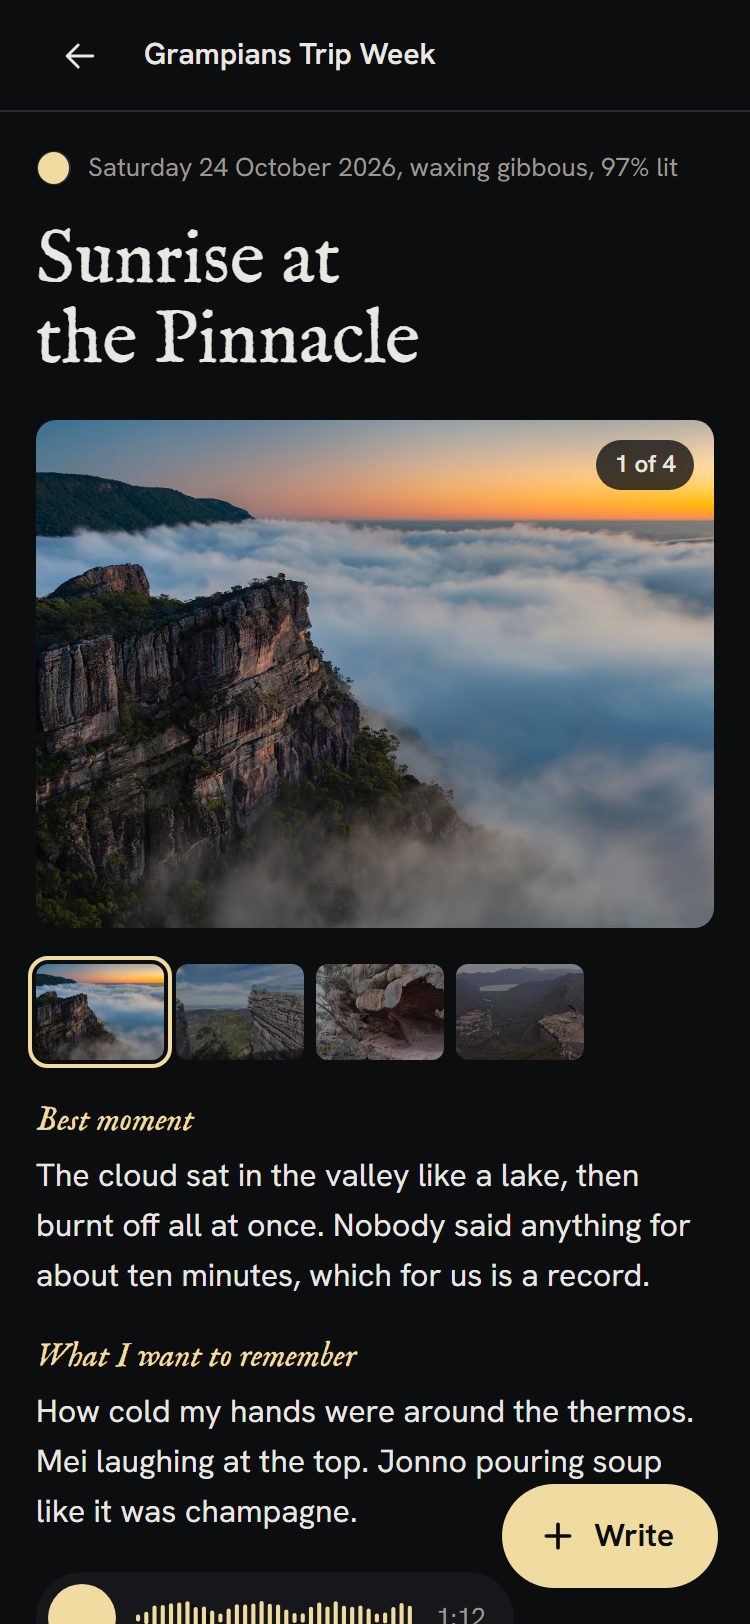 Grampians Trip Week
Saturday 24 October 2026, waxing gibbous, 97% lit
Sunrise at
the Pinnacle
1 of 4
Best moment
The cloud sat in the valley like a lake, then
burnt off all at once. Nobody said anything for
about ten minutes, which for us is a record.
What I want to remember
How cold my hands were around the thermos.
Mei laughing at the top. Jonno pouring soup
like it was champagne.
Write
1:12